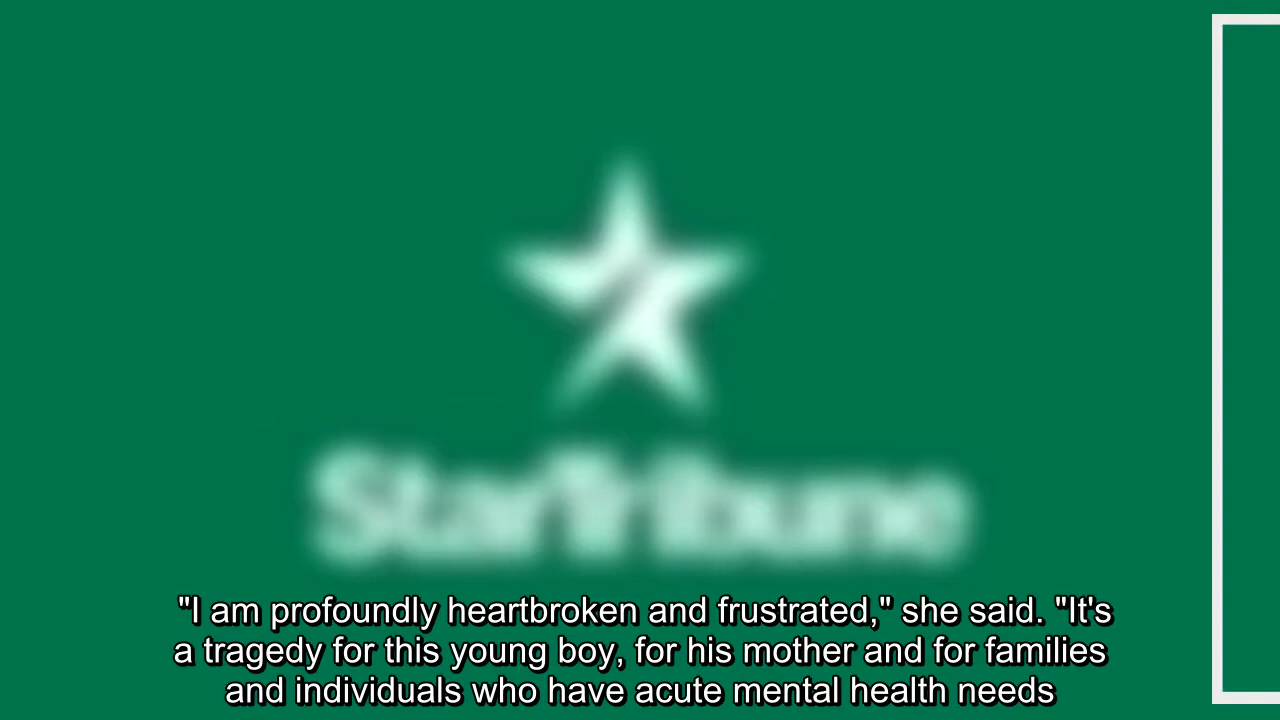 StarTribune
"I am profoundly heartbroken and frustrated," she said. "It's
a tragedy for this young boy, for his mother and for families
and individuals who have acute mental health needs